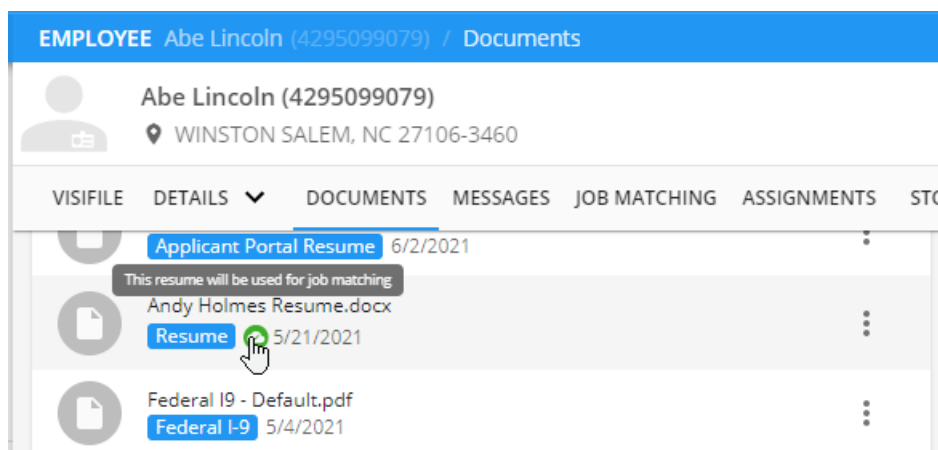 EMPLOYEE Abe Lincoln (4295099079) / Documents
Abe Lincoln (4295099079)
WINSTON SALEM, NC 27106-3460
VISIFILE DETAILS DOCUMENTS MESSAGES JOB MATCHING ASSIGNMENTS STO
Applicant Portal Resume 6/2/2021
This resume will be used for job matching
Andy Holmes Resume.docx
Resume 5/21/2021
Federal I9 - Default.pdf
Federal I-9 5/4/2021